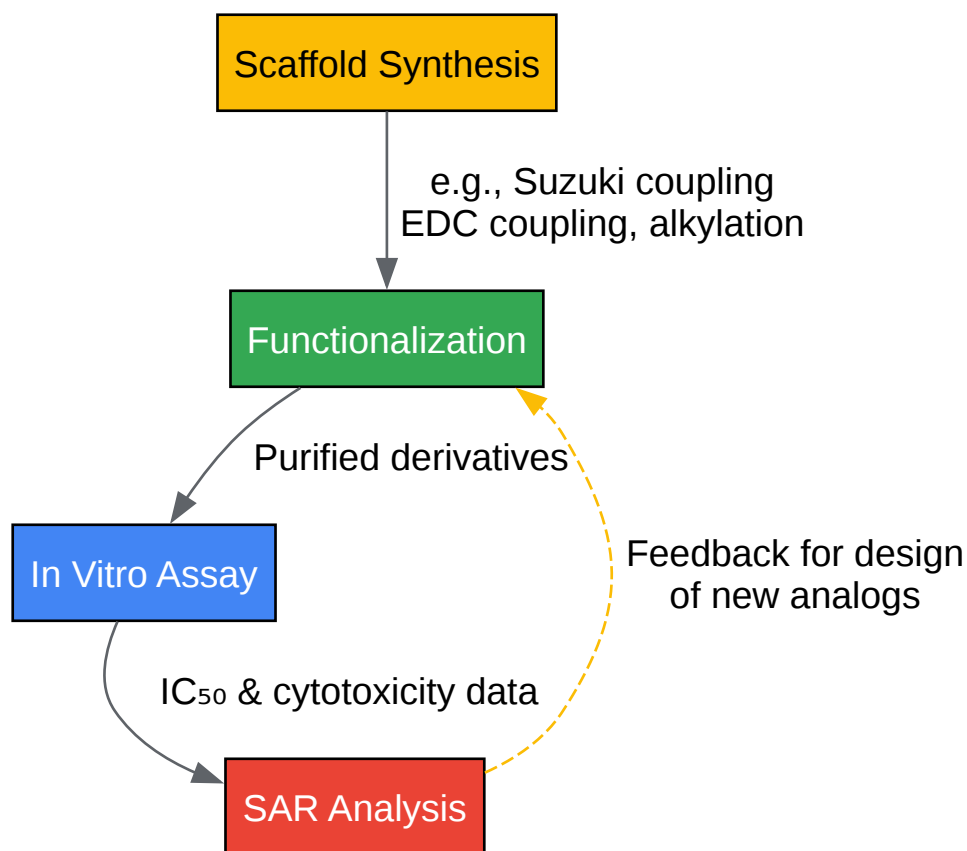 Scaffold Synthesis
e.g., Suzuki coupling
EDC coupling, alkylation
Functionalization
Purified derivatives
In Vitro Assay
Feedback for design
of new analogs
IC₅₀ & cytotoxicity data
SAR Analysis